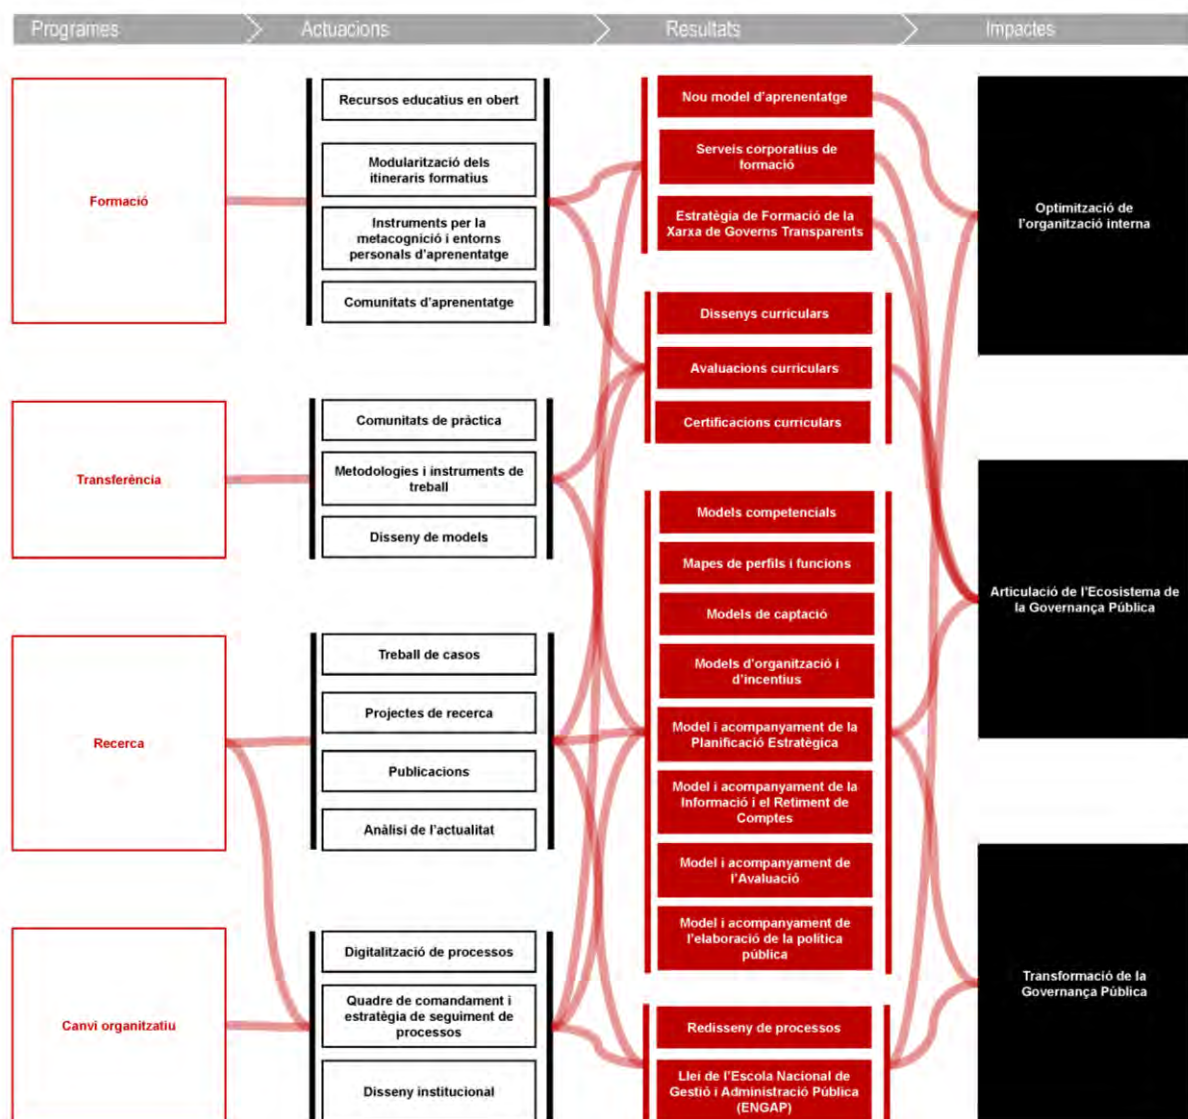 Programes
Actuacions
Resultats
Impactes
Formació
Recursos educatius en obert
Modularització dels
itineraris formatius
Instruments per la
metacognició i entorns
personals d'aprenentatge
Comunitats d'aprenentatge
Nou model d'aprenentatge
Serveis corporatius de
formació
Estratègia de Formació de la
Xarxa de Governs Transparents
Optimització de
l'organització interna
Dissenys curriculars
Avaluacions curriculars
Certificacions curriculars
Transferència
Comunitats de pràctica
Metodologies i instruments de
treball
Disseny de models
Models competencials
Mapes de perfils i funcions
Models de captació
Models d'organització i
d'incentius
Model i acompanyament de la
Planificació Estratègica
Model i acompanyament de la
Informació i el Retiment de
Comptes
Model i acompanyament de
l'Avaluació
Model i acompanyament de
l'elaboració de la política
pública
Articulació de l'Ecosistema de
la Governança Pública
Recerca
Treball de casos
Projectes de recerca
Publicacions
Anàlisi de l'actualitat
Canvi organitzatiu
Digitalització de processos
Quadre de comandament i
estratègia de seguiment de
processos
Disseny institucional
Redisseny de processos
Llei de l'Escola Nacional de
Gestió i Administració Pública
(ENGAP)
Transformació de la
Governança Pública